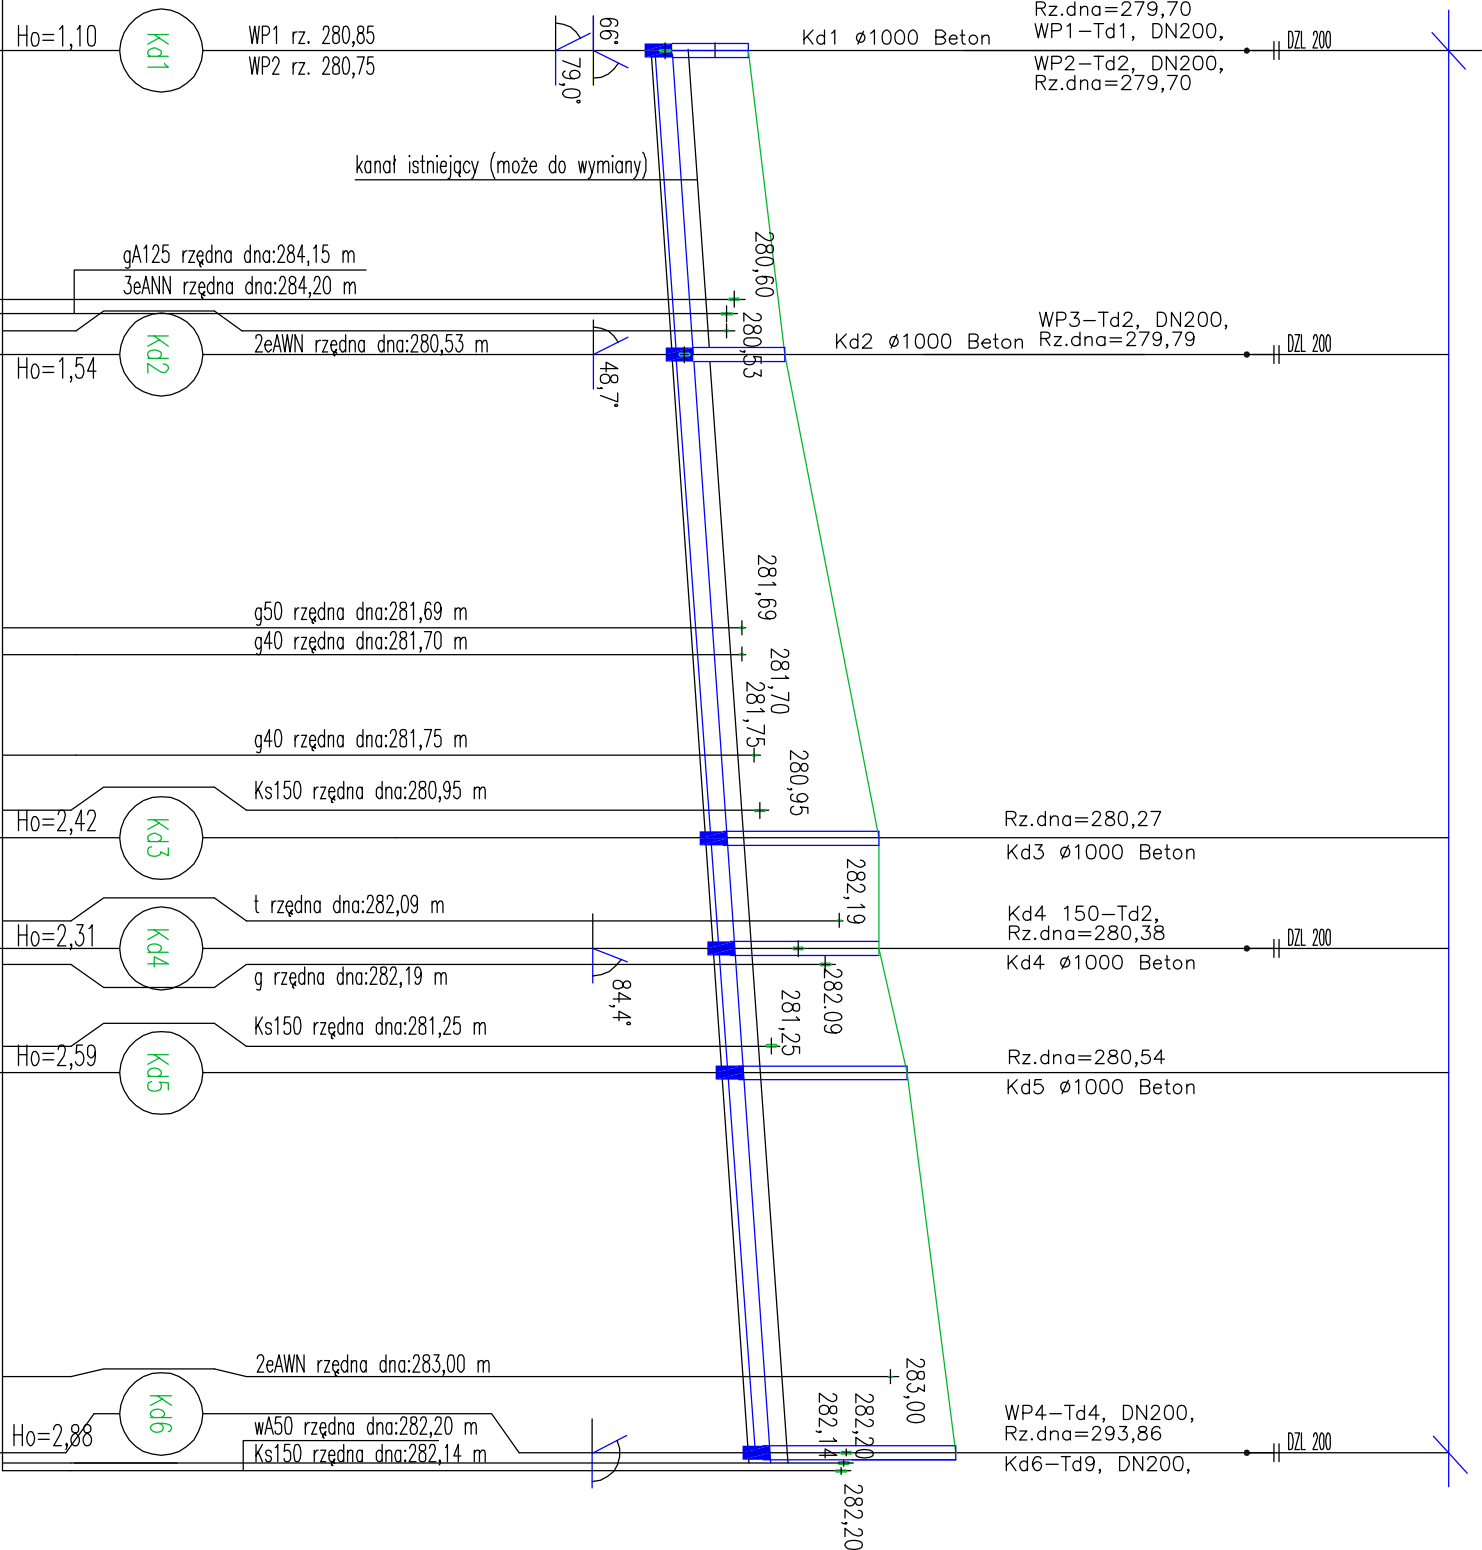 Rz.dna=279,70
Ho=1,10
Kd1
WP1 rz. 280,85
WP2 rz. 280,75
79,0°
66°
Kd1 ø1000 Beton
WP1-Td1, DN200,
WP2-Td2, DN200,
Rz.dna=279,70
DZL 200
kanał istniejący (może do wymiany)
gA125 rzędna dna:284,15 m
3eANN rzędna dna:284,20 m
280,60
Ho=1,54
Kd2
2eAWN rzędna dna:280,53 m
48,7°
280,53
Kd2 ø1000 Beton
WP3-Td2, DN200,
Rz.dna=279,79
DZL 200
g50 rzędna dna:281,69 m
281,69
g40 rzędna dna:281,70 m
281,70
g40 rzędna dna:281,75 m
281,75
Ks150 rzędna dna:280,95 m
280,95
Ho=2,42
Kd3
Rz.dna=280,27
Kd3 ø1000 Beton
t rzędna dna:282,09 m
282,19
Ho=2,31
Kd4
g rzędna dna:282,19 m
84,4°
282.09
Kd4 150-Td2,
Rz.dna=280,38
Kd4 ø1000 Beton
DZL 200
Ks150 rzędna dna:281,25 m
281,25
Ho=2,59
Kd5
Rz.dna=280,54
Kd5 ø1000 Beton
2eAWN rzędna dna:283,00 m
283,00
Ho=2,88
Kd6
wA50 rzędna dna:282,20 m
Ks150 rzędna dna:282,14 m
282,14
282,20
WP4-Td4, DN200,
Rz.dna=293,86
Kd6-Td9, DN200,
DZL 200
282,20